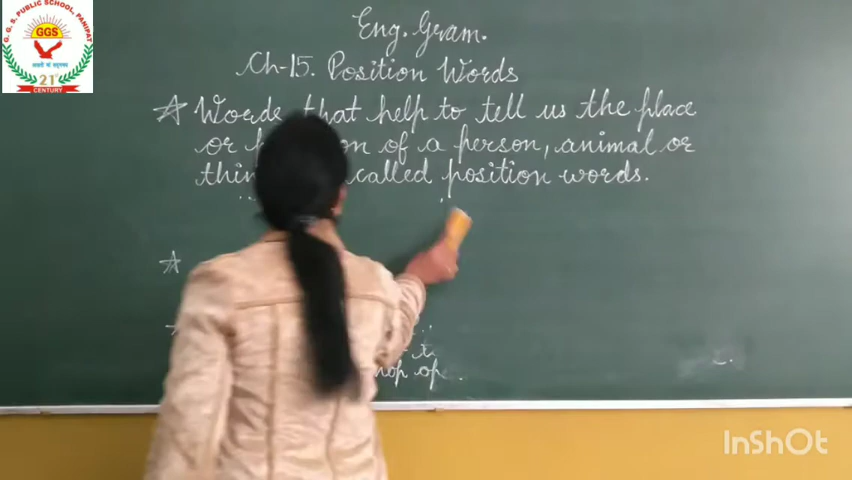 G.G.S. PUBLIC SCHOOL, PANIPAT
GGS
21
CENTURY
Eng. Gram.
Ch-15. Position Words
Words that help to tell us the place
or of a person, animal or
called position words.
InShOt